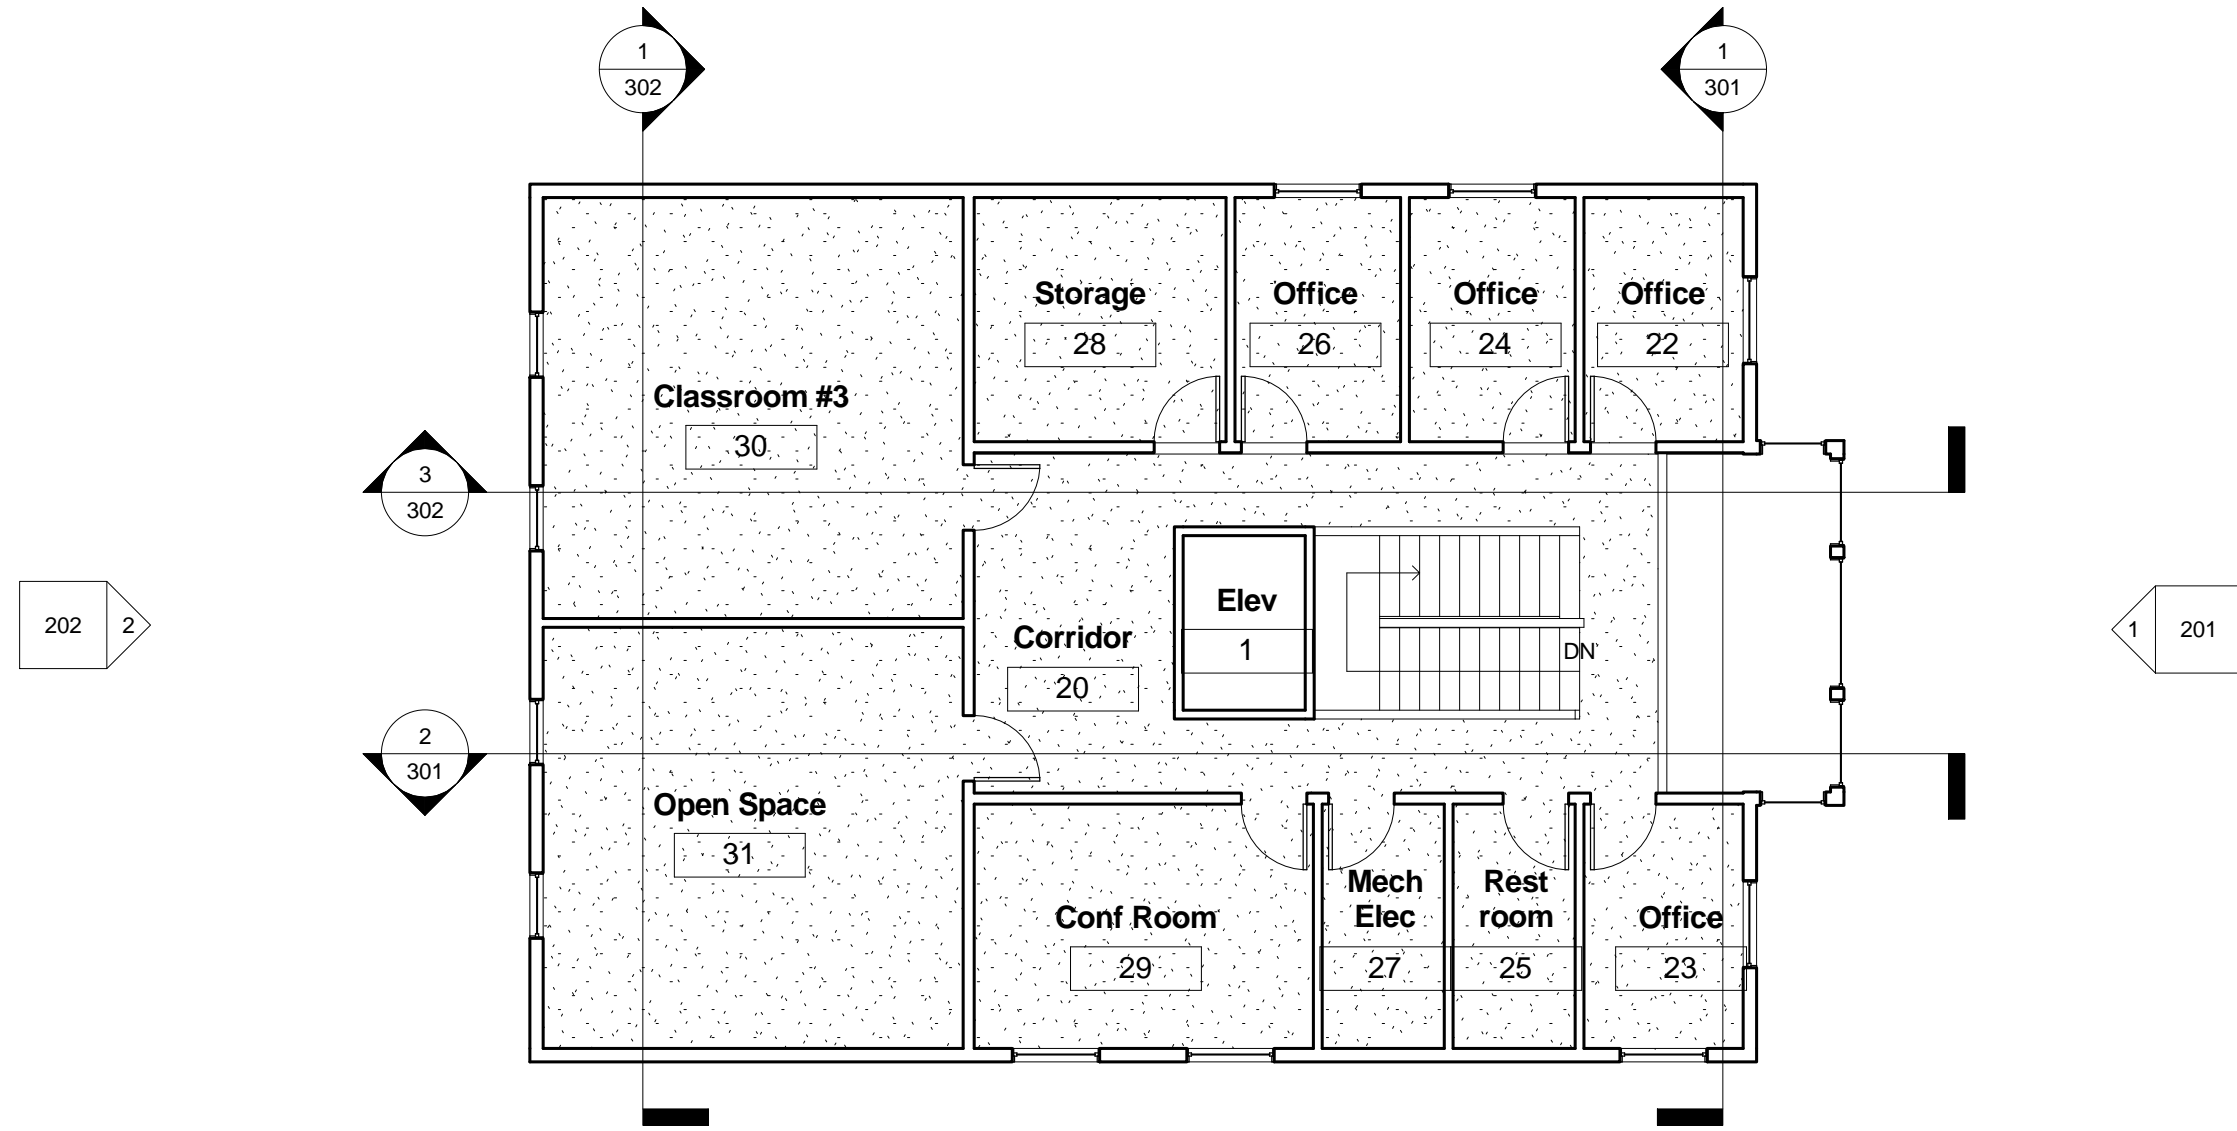 1
302
1
301
Storage
28
Office
26
Office
24
Office
22
Classroom #3
30
3
302
Elev
1
202
2
Corridor
20
DN
1
201
2
301
Open Space
31
Conf Room
29
Mech
Elec
27
Rest
room
25
Office
23